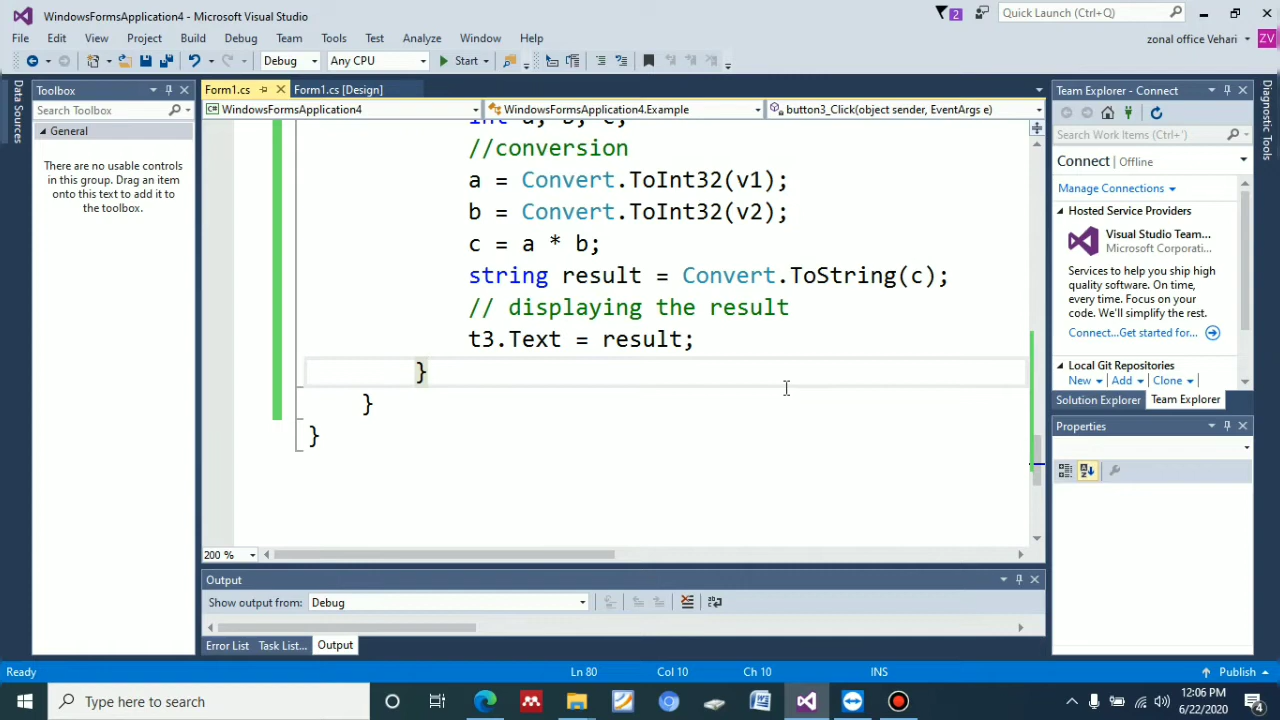 WindowsFormsApplication4 - Microsoft Visual Studio
2
Quick Launch (Ctrl+Q)
File Edit View Project Build Debug Team Tools Test Analyze Window Help
zonal office Vehari
ZV
Debug
Any CPU
Start
Data Sources
Toolbox
Search Toolbox
General
There are no usable controls
in this group. Drag an item
onto this text to add it to
the toolbox.
Form1.cs
Form1.cs [Design]
WindowsFormsApplication4
WindowsFormsApplication4.Example
button3_Click(object sender, EventArgs e)
int a, b, c;
//conversion
a = Convert.ToInt32(v1);
b = Convert.ToInt32(v2);
c = a * b;
string result = Convert.ToString(c);
// displaying the result
t3.Text = result;
}
}
}
200 %
Output
Show output from:
Debug
Error List
Task List...
Output
Team Explorer - Connect
Search Work Items (Ctrl+')
Connect | Offline
Manage Connections
Hosted Service Providers
Visual Studio Team...
Microsoft Corporati...
Services to help you ship high
quality software. On time,
every time. Focus on your
code. We'll simplify the rest.
Connect...
Get started for...
Local Git Repositories
New
Add
Clone
Solution Explorer
Team Explorer
Properties
Diagnostic Tools
Ready
Ln 80
Col 10
Ch 10
INS
Publish
Type here to search
12:06 PM
6/22/2020
4